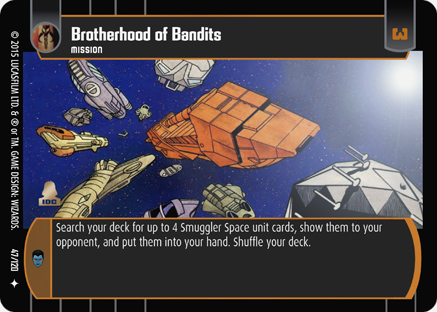 Brotherhood of Bandits
MISSION
3
IDC
Search your deck for up to 4 Smuggler Space unit cards, show them to your
opponent, and put them into your hand. Shuffle your deck.
© 2015 LUCASFILM LTD. & ® or TM. GAME DESIGN: WIZARDS.
47/120